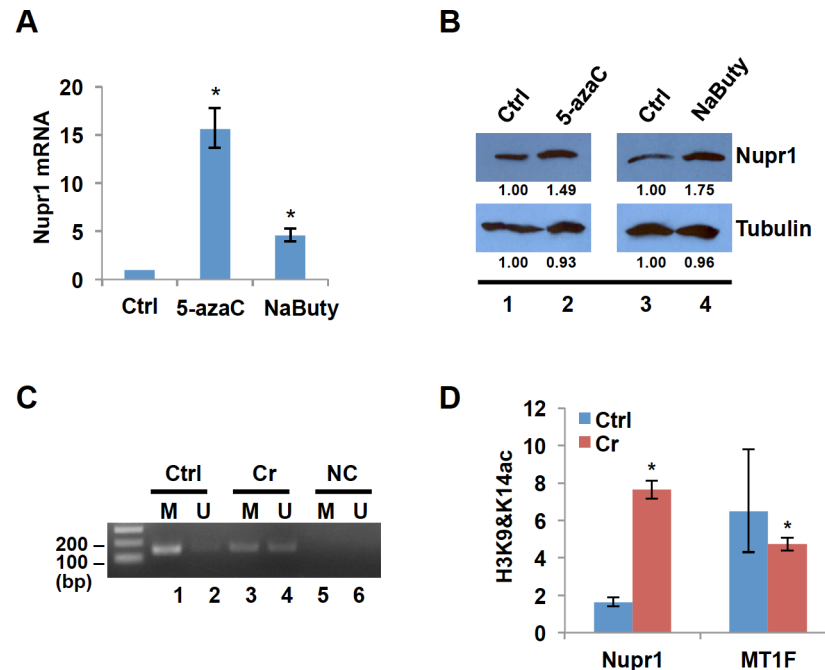 A
Nupr1 mRNA
20
15
10
5
0
*
*
Ctrl
5-azaC
NaButy
B
Ctrl
5-azaC
Ctrl
NaButy
Nupr1
1.00 1.49 1.00 1.75
Tubulin
1.00 0.93 1.00 0.96
1 2 3 4
C
Ctrl Cr NC
M U M U M U
200
100
(bp)
1 2 3 4 5 6
D
H3K9&K14ac
12
10
8
6
4
2
0
Ctrl
Cr
*
*
Nupr1
MT1F